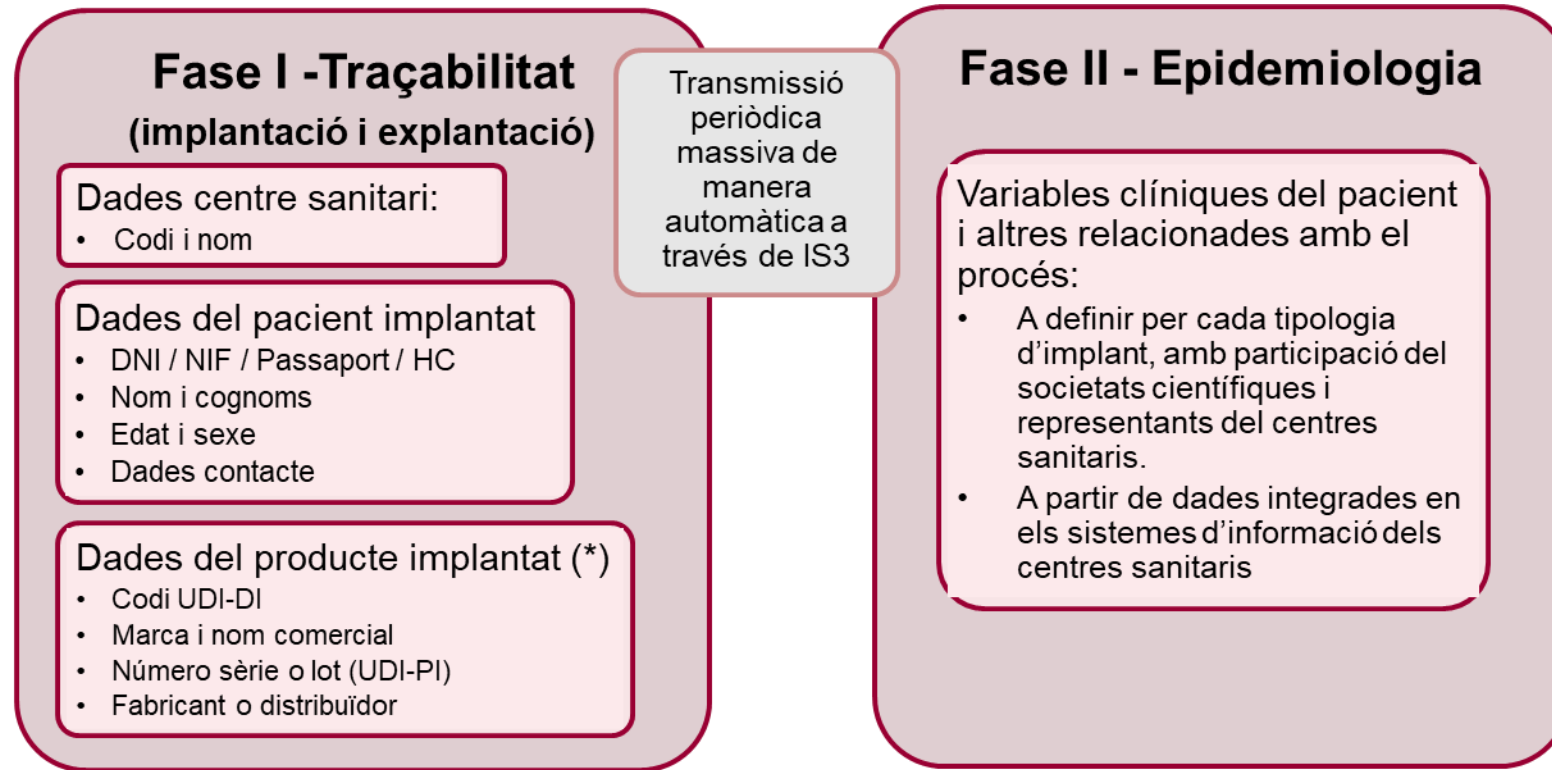 Fase I -Traçabilitat
(implantació i explantació)
Dades centre sanitari:
• Codi i nom
Dades del pacient implantat
• DNI / NIF / Passaport / HC
• Nom i cognoms
• Edat i sexe
• Dades contacte
Dades del producte implantat (*)
• Codi UDI-DI
• Marca i nom comercial
• Número sèrie o lot (UDI-PI)
• Fabricant o distribuïdor
Transmissió
periòdica
massiva de
manera
automàtica a
través de IS3
Fase II - Epidemiologia
Variables clíniques del pacient
i altres relacionades amb el
procés:
• A definir per cada tipologia
d’implant, amb participació del
societats científiques i
representants del centres
sanitaris.
• A partir de dades integrades en
els sistemes d’informació dels
centres sanitaris